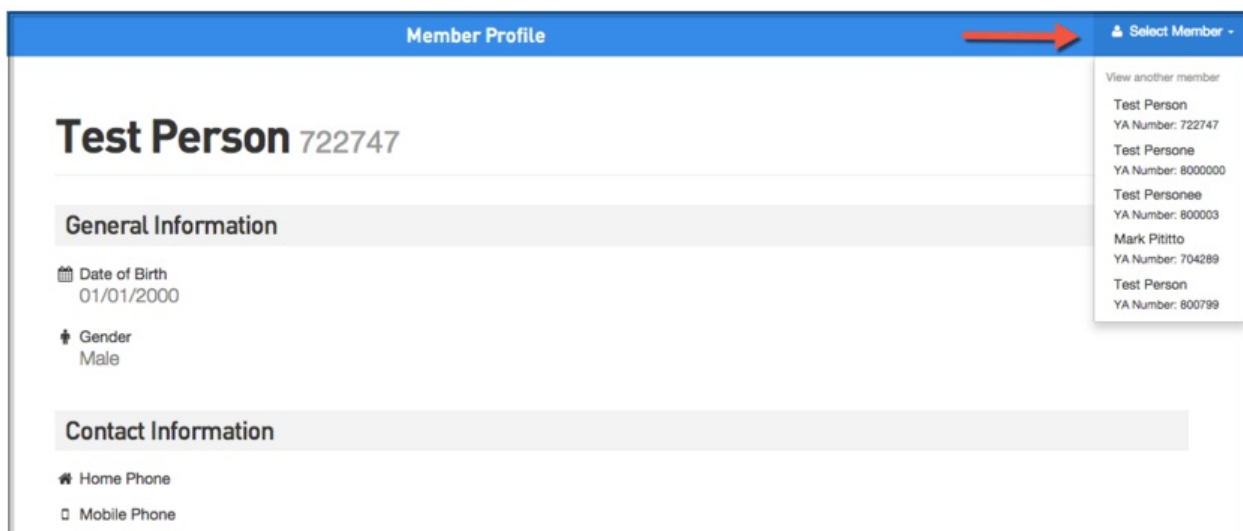 Member Profile
Select Member
View another member
Test Person
YA Number: 722747
Test Persone
YA Number: 8000000
Test Personee
YA Number: 800003
Mark Pititto
YA Number: 704289
Test Person
YA Number: 800799
Test Person 722747
General Information
Date of Birth
01/01/2000
Gender
Male
Contact Information
Home Phone
Mobile Phone